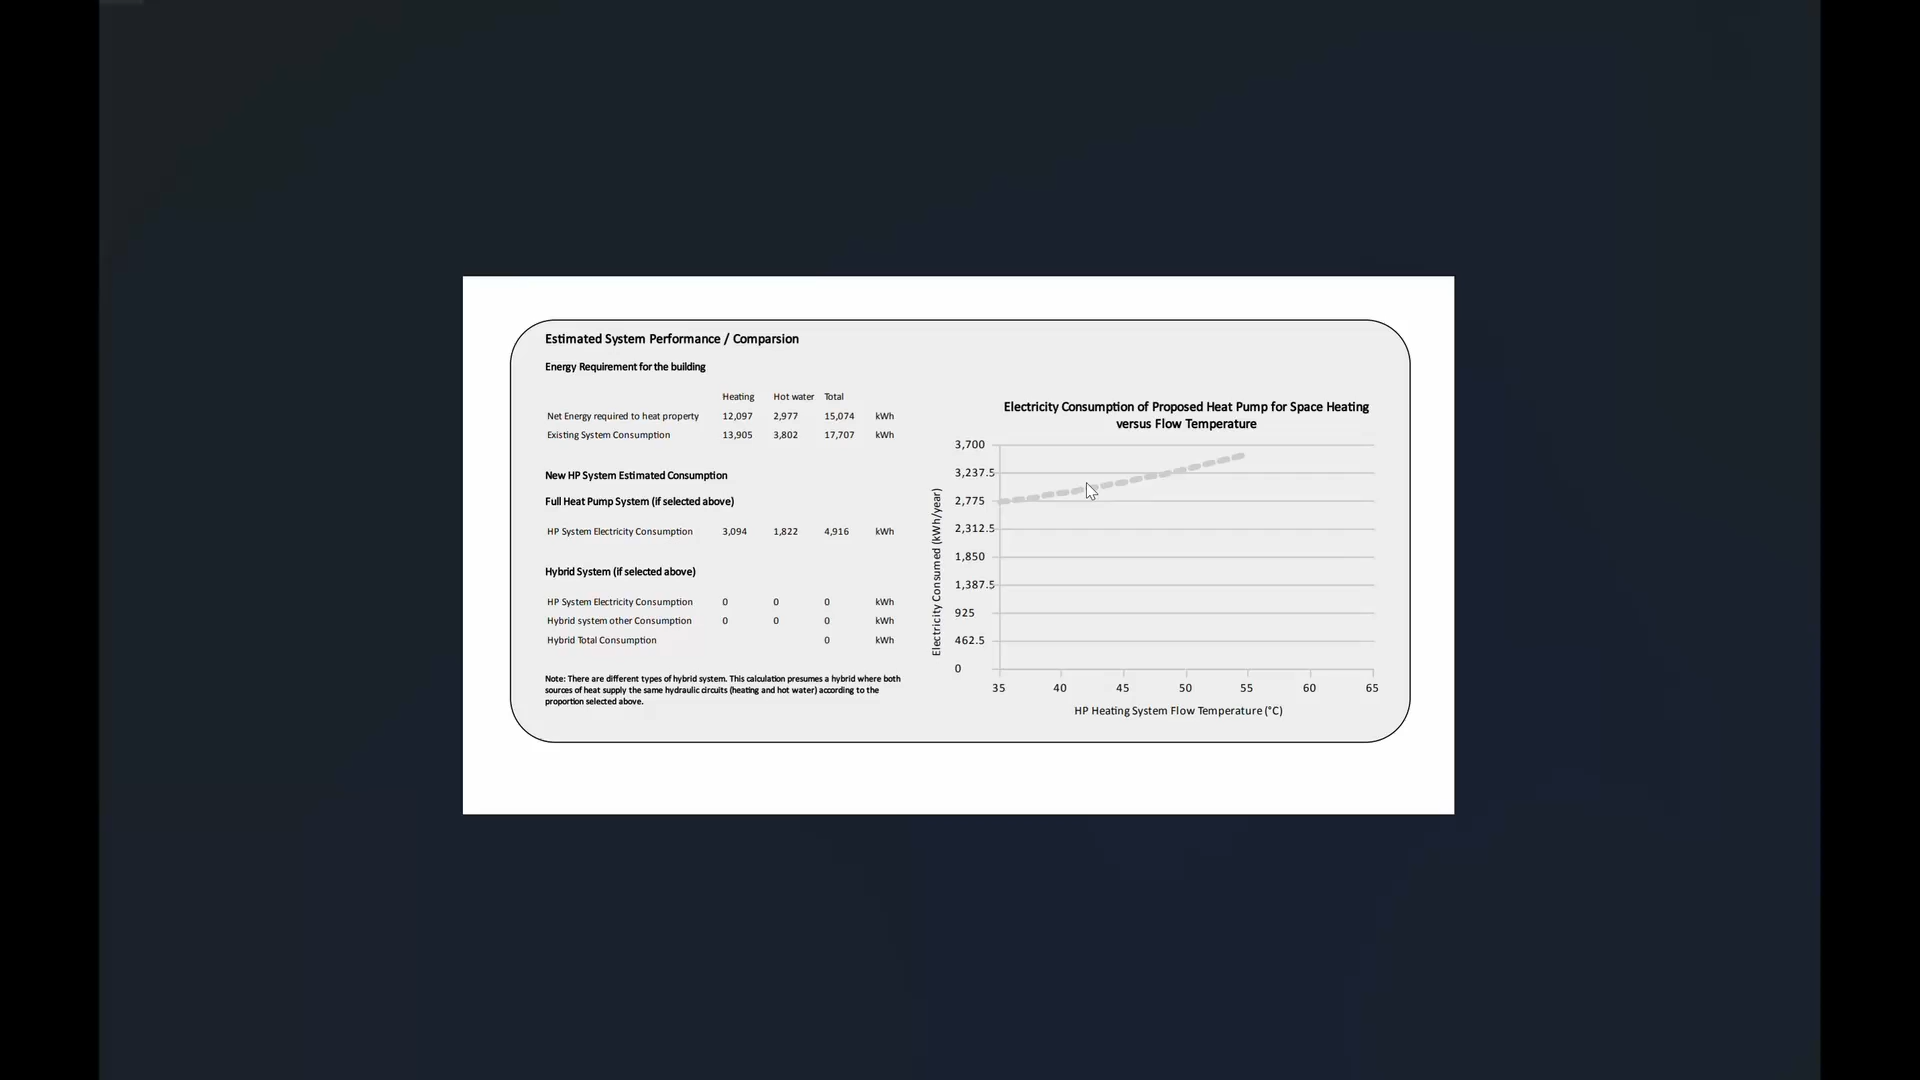 Estimated System Performance / Comparsion
Energy Requirement for the building
Heating Hot water Total
Net Energy required to heat property 12,097 2,977 15,074 kWh
Existing System Consumption 13,905 3,802 17,707 kWh
New HP System Estimated Consumption
Full Heat Pump System (if selected above)
HP System Electricity Consumption 3,094 1,822 4,916 kWh
Hybrid System (if selected above)
HP System Electricity Consumption 0 0 0 kWh
Hybrid system other Consumption 0 0 0 kWh
Hybrid Total Consumption 0 kWh
Note: There are different types of hybrid system. This calculation presumes a hybrid where both
sources of heat supply the same hydraulic circuits (heating and hot water) according to the
proportion selected above.
Electricity Consumption of Proposed Heat Pump for Space Heating
versus Flow Temperature
Electricity Consumed (kWh/year)
3,700
3,237.5
2,775
2,312.5
1,850
1,387.5
925
462.5
0
35 40 45 50 55 60 65
HP Heating System Flow Temperature (°C)